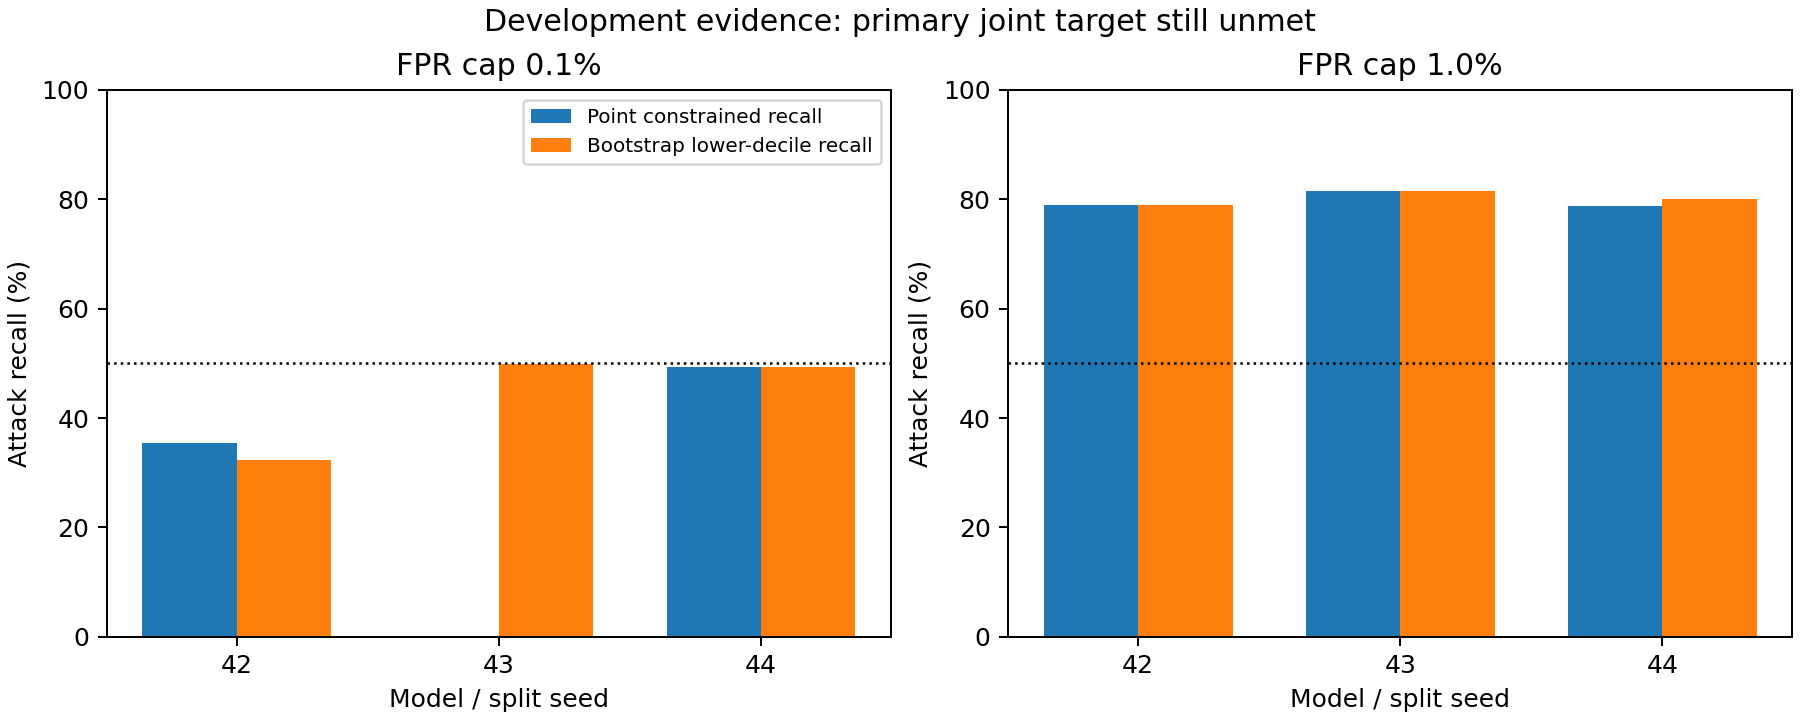 Development evidence: primary joint target still unmet
FPR cap 0.1%
100
80
60
40
20
0
Attack recall (%)
Point constrained recall
Bootstrap lower-decile recall
42
43
44
Model / split seed
FPR cap 1.0%
100
80
60
40
20
0
Attack recall (%)
42
43
44
Model / split seed